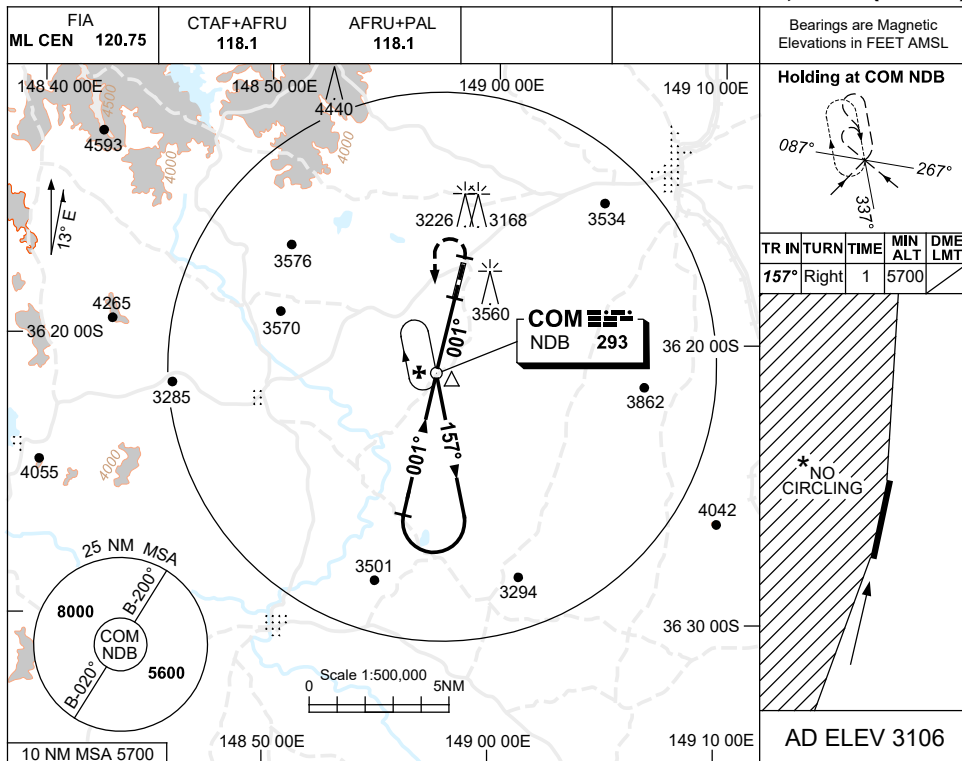 FIA
ML CEN 120.75
CTAF+AFRU
118.1
AFRU+PAL
118.1
Bearings are Magnetic
Elevations in FEET AMSL
148 40 00E
148 50 00E
149 00 00E
149 10 00E
4500
4593
4440
4000
4000
13° E
3226
3168
3534
3576
3560
4265
3570
36 20 00S
COM
NDB 293
36 20 00S
001°
3285
3862
157°
001°
4055
4000
4042
3501
3294
25 NM MSA
8000
B-200°
COM
NDB
5600
B-020°
36 30 00S
Scale 1:500,000
0
5NM
10 NM MSA 5700
148 50 00E
149 00 00E
149 10 00E
Holding at COM NDB
087°
267°
337°
TR IN
TURN
TIME
MIN
ALT
DME
LMT
157°
Right
1
5700
*NO
CIRCLING
AD ELEV 3106